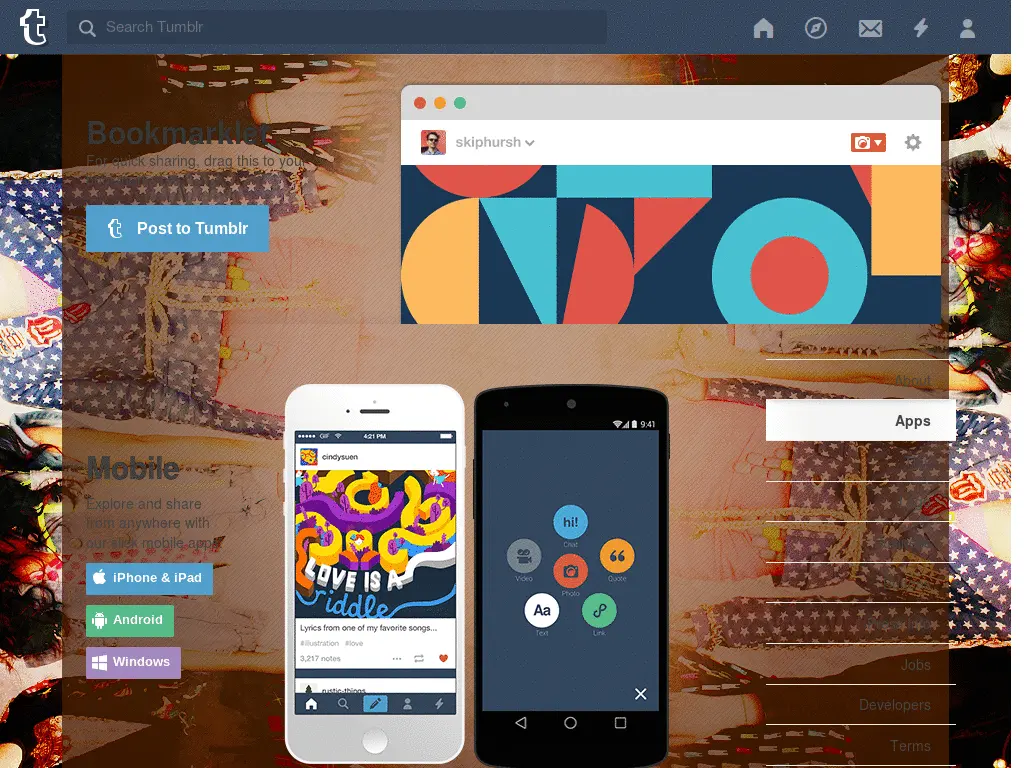 Search Tumblr
Bookmarklet
For quick sharing, drag this to your
Post to Tumblr
skiphursh
About
Apps
Mobile
Explore and share
from anywhere with
our slick mobile apps
iPhone & iPad
Android
Windows
GIF
4:21 PM
cindysuen
LOVE IS A
riddle
Lyrics from one of my favorite songs...
#illustration #love
3,217 notes
rustic-things
9:41
hi!
Chat
Video
Quote
Photo
Aa
Text
Link
Jobs
Developers
Terms